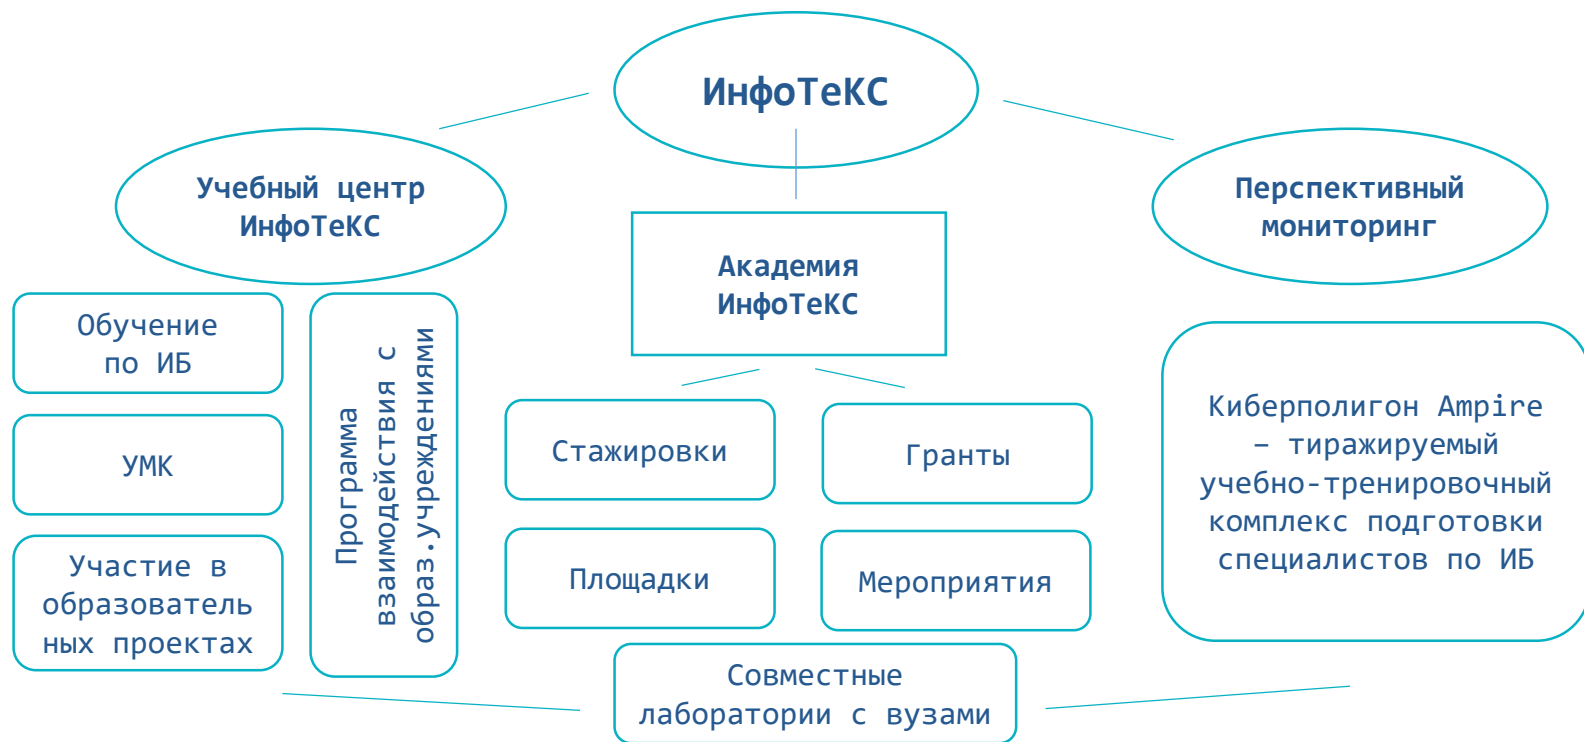 ИнфоТеКС
Учебный центр
ИнфоТеКС
Перспективный
мониторинг
Академия
ИнфоТеКС
Обучение
по ИБ
УМК
Участие в
образователь
ных проектах
Программа
взаимодействия с
образ.учреждениями
Стажировки
Гранты
Площадки
Мероприятия
Совместные
лаборатории с вузами
Киберполигон Ampire
– тиражируемый
учебно-тренировочный
комплекс подготовки
специалистов по ИБ